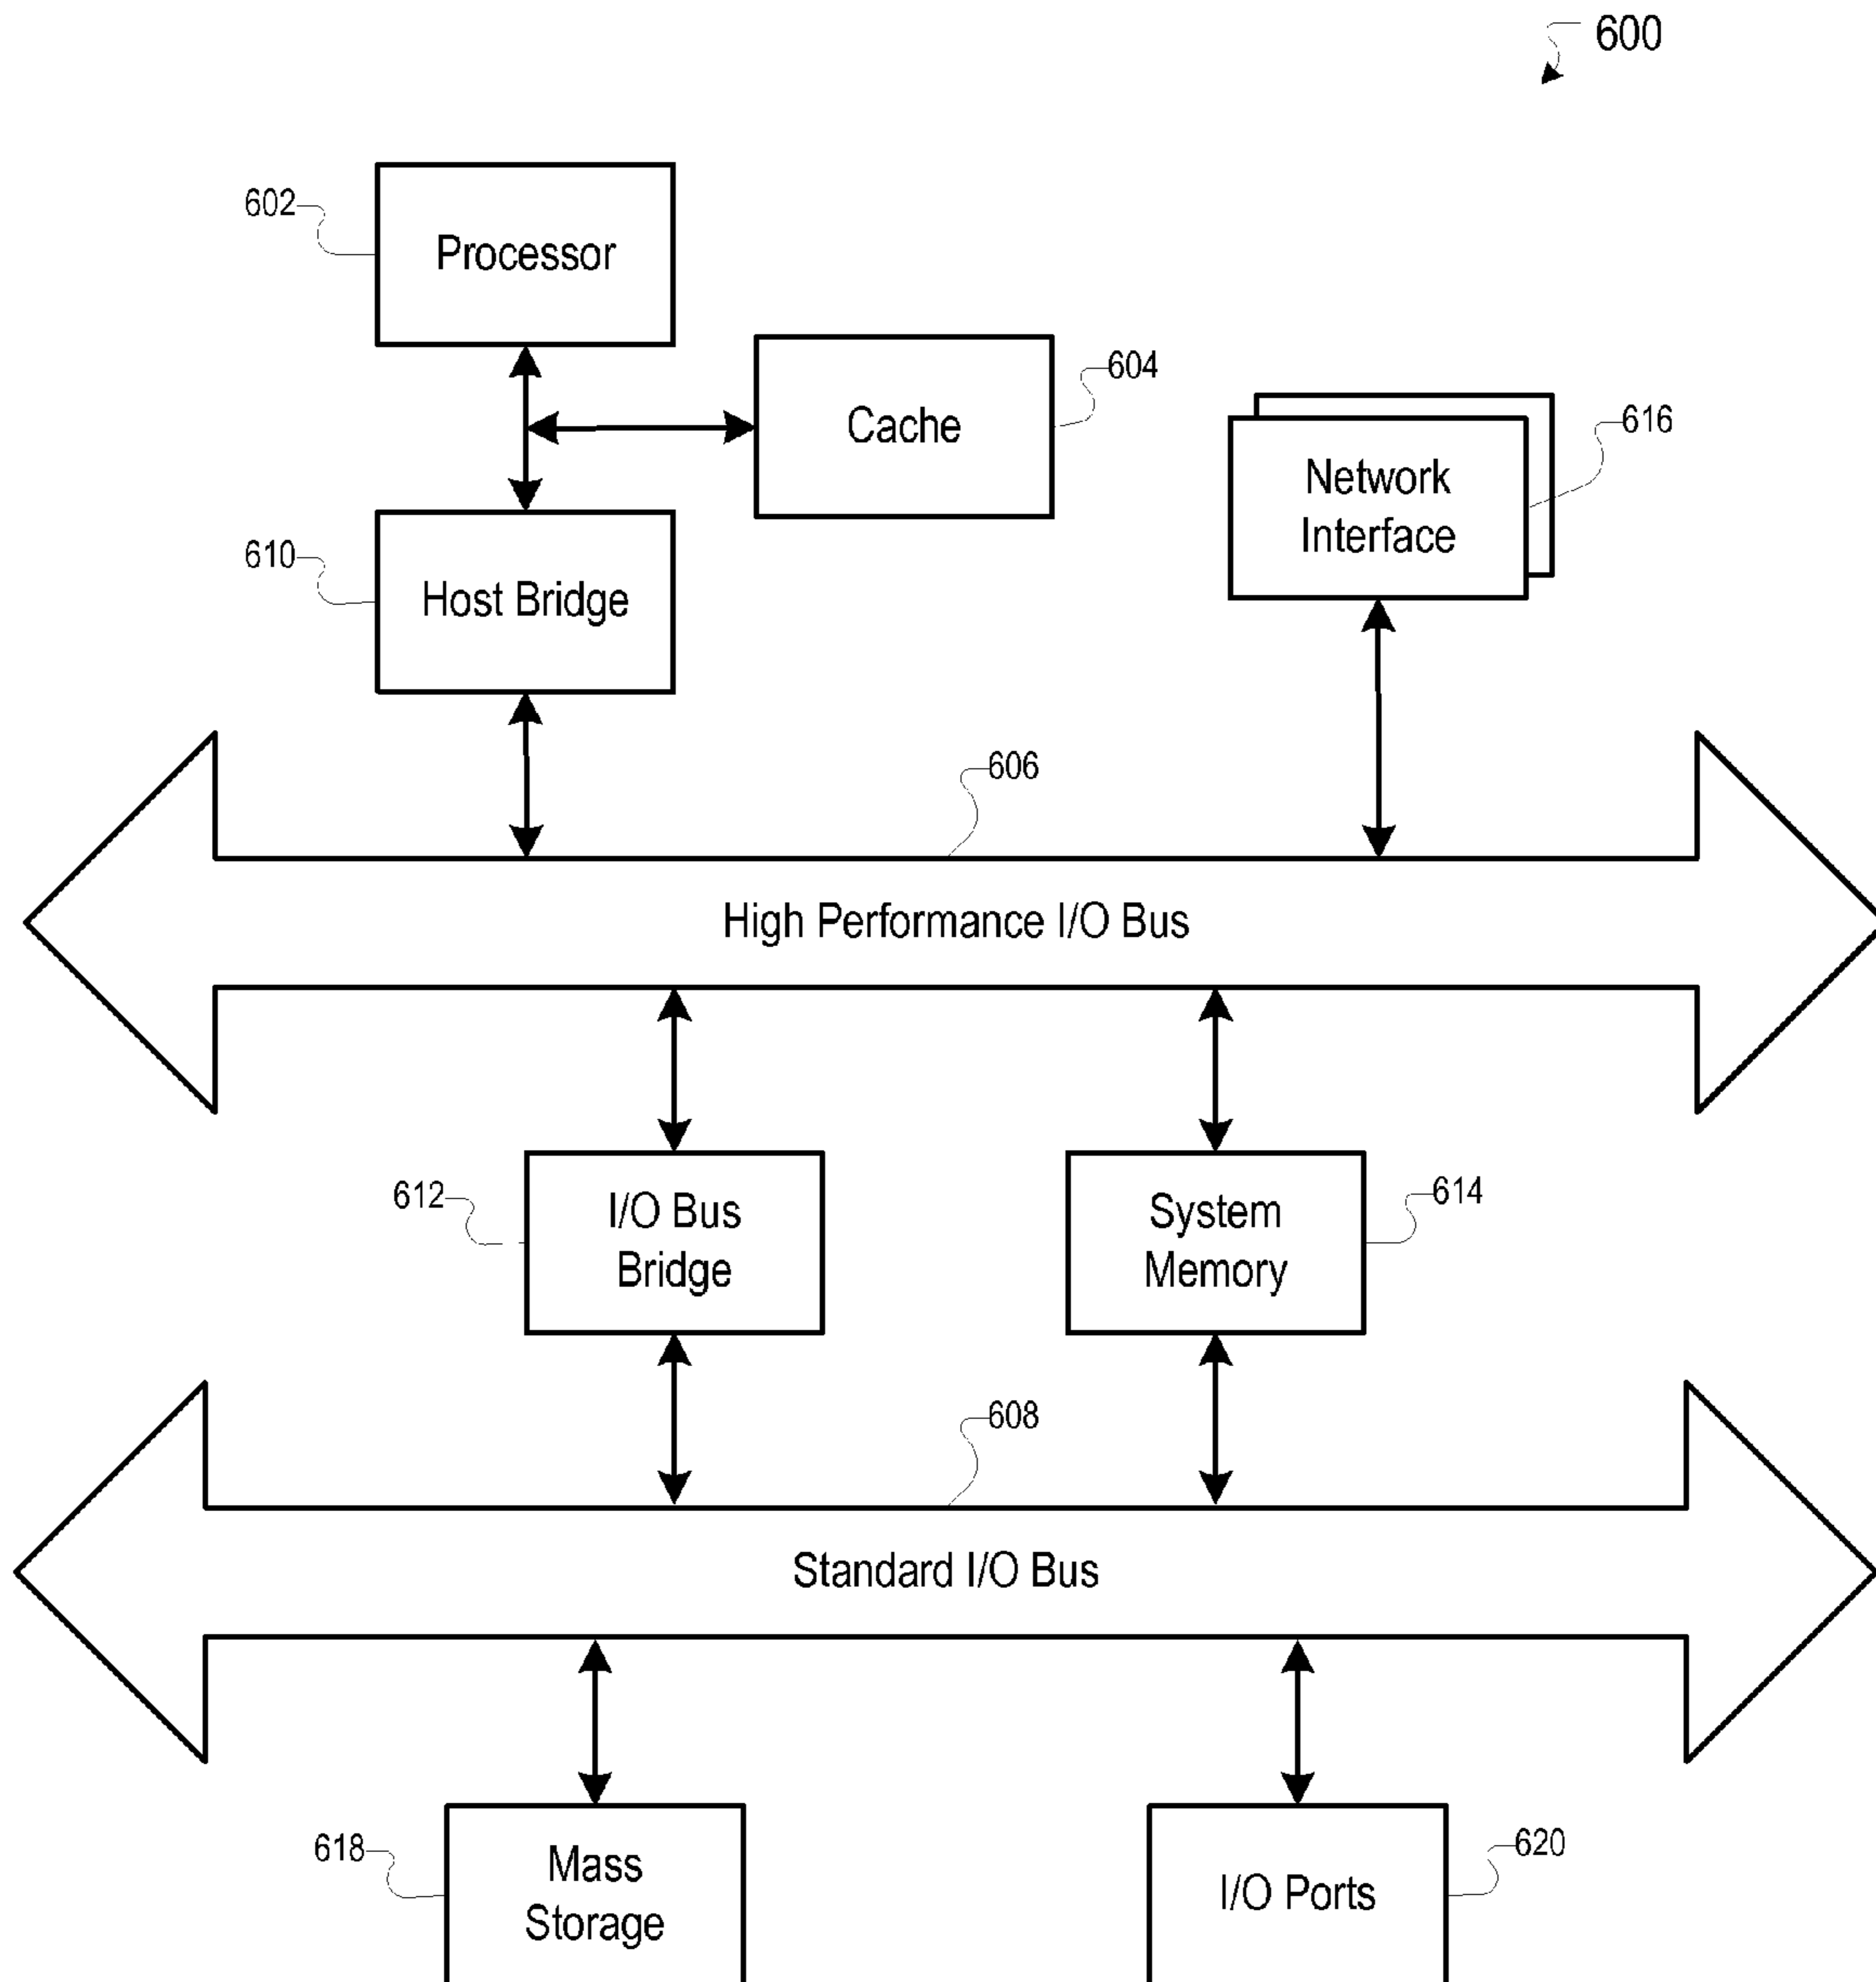 600
602
Processor
604
Cache
616
Network
Interface
610
Host Bridge
606
High Performance I/O Bus
612
I/O Bus
Bridge
614
System
Memory
608
Standard I/O Bus
618
Mass
Storage
620
I/O Ports